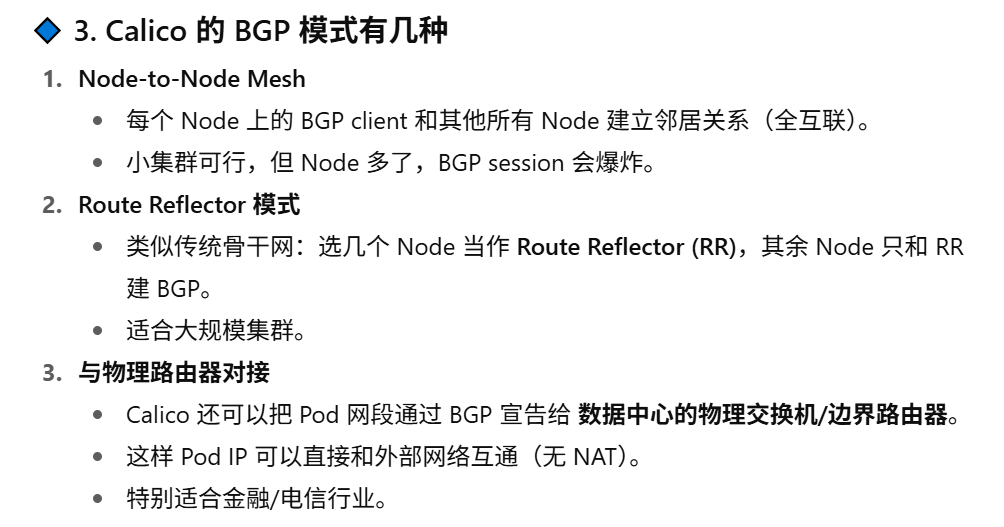 3. Calico 的 BGP 模式有几种
1. Node-to-Node Mesh
每个 Node 上的 BGP client 和其他所有 Node 建立邻居关系（全互联）。
小集群可行，但 Node 多了，BGP session 会爆炸。
2. Route Reflector 模式
类似传统骨干网：选几个 Node 当作 Route Reflector (RR)，其余 Node 只和 RR
建 BGP。
适合大规模集群。
3. 与物理路由器对接
Calico 还可以把 Pod 网段通过 BGP 宣告给 数据中心的物理交换机/边界路由器。
这样 Pod IP 可以直接和外部网络互通（无 NAT）。
特别适合金融/电信行业。